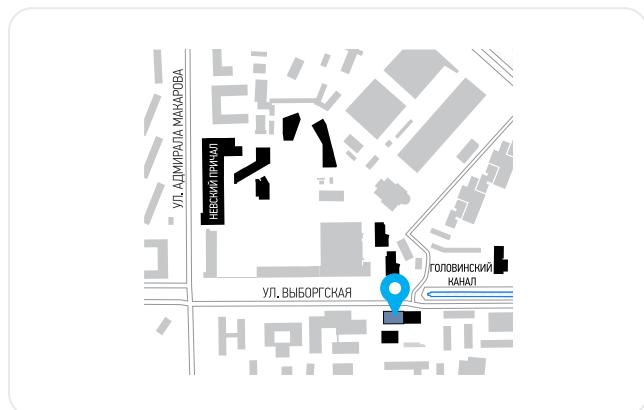 УЛ. АДМИРАЛА МАКАРОВА
НЕВСКИЙ ПРИЧАЛ
ГОЛОВИНСКИЙ
КАНАЛ
УЛ. ВЫБОРГСКАЯ